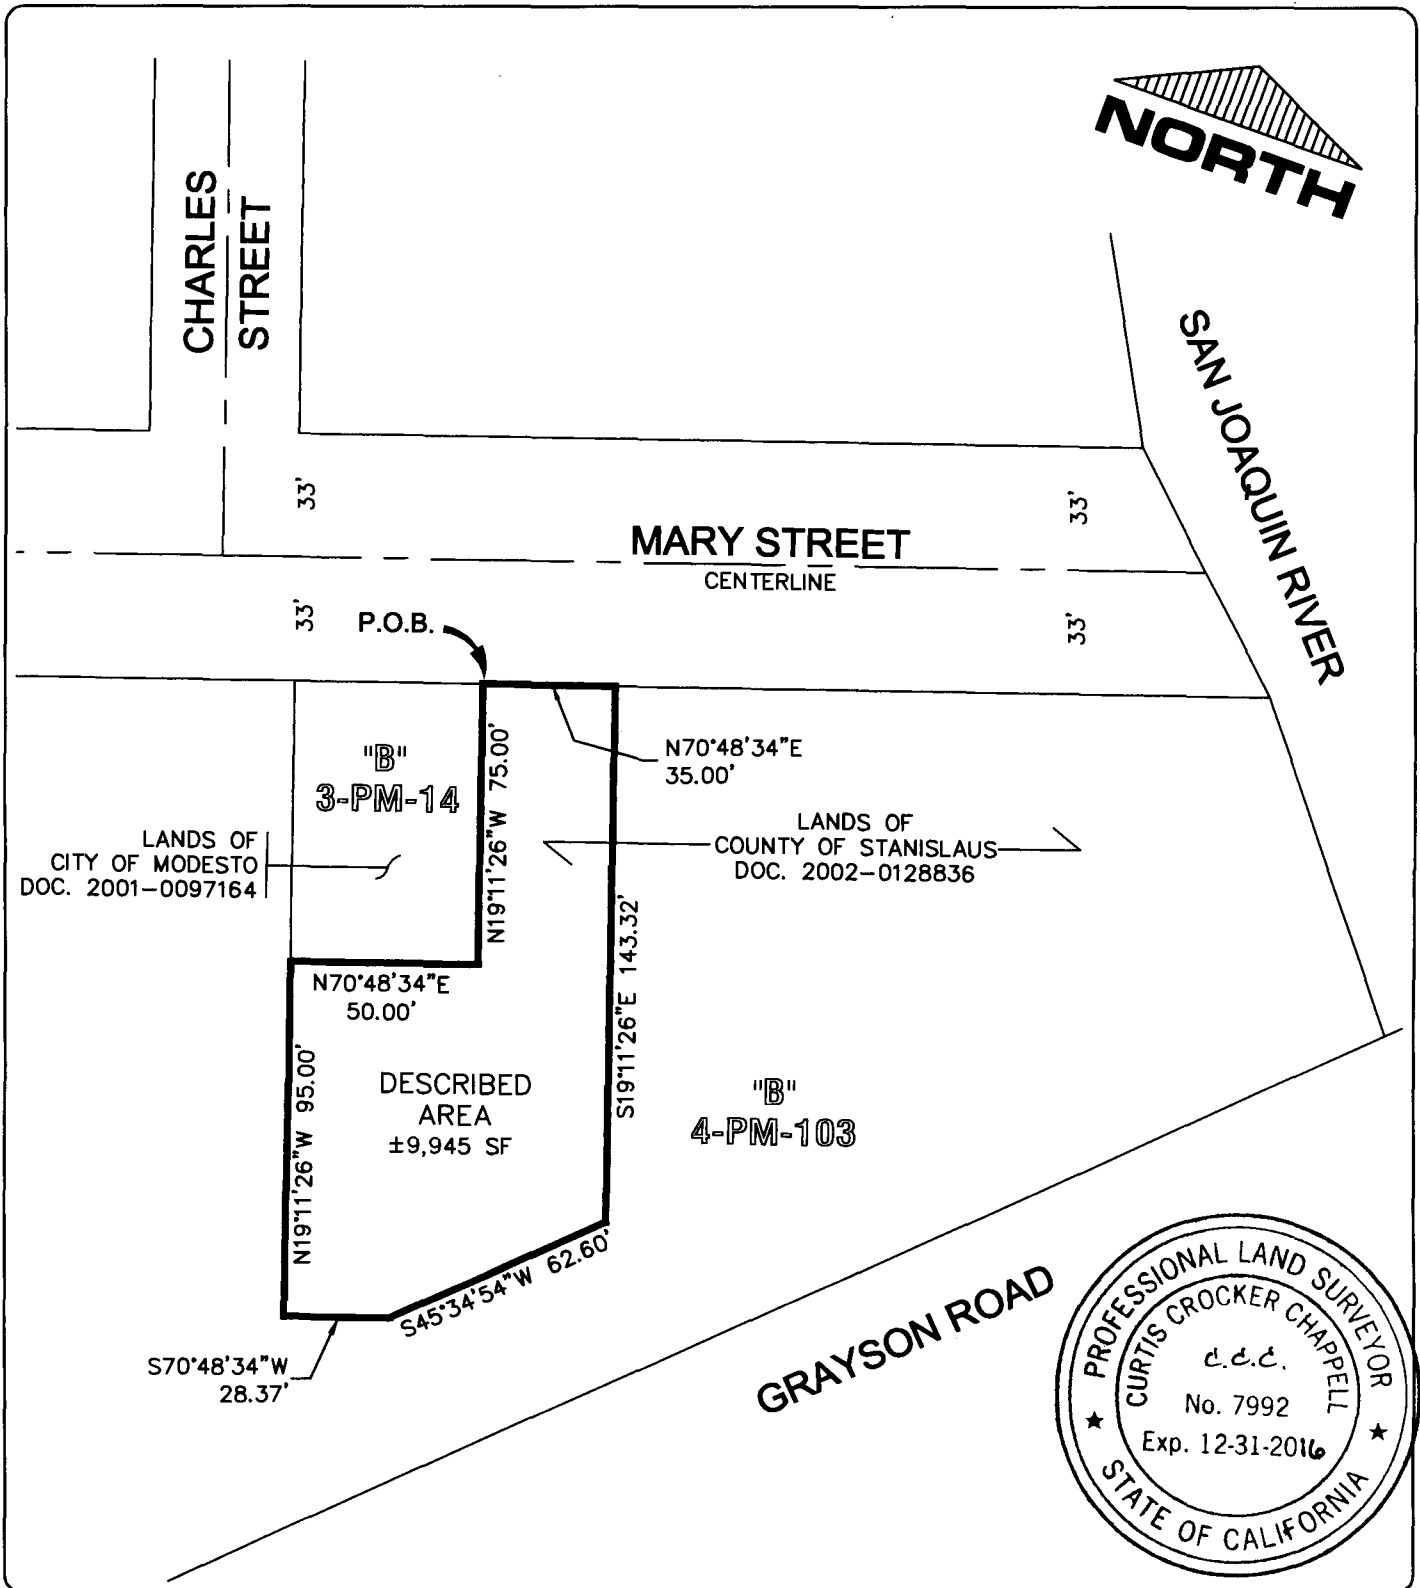 NORTH
CHARLES
STREET
SAN JOAQUIN RIVER
33'
33'
MARY STREET
CENTERLINE
33'
33'
P.O.B.
"B"
3-PM-14
N70°48'34"E
35.00'
N19°11'26"W 75.00'
LANDS OF
CITY OF MODESTO
DOC. 2001-0097164
LANDS OF
COUNTY OF STANISLAUS
DOC. 2002-0128836
S19°11'26"E 143.32'
N70°48'34"E
50.00'
N19°11'26"W 95.00'
DESCRIBED
AREA
±9,945 SF
"B"
4-PM-103
S45°34'54"W 62.60'
S70°48'34"W
28.37'
GRAYSON ROAD
PROFESSIONAL LAND SURVEYOR
CURTIS CROCKER CHAPPELL
C.C.C.
No. 7992
Exp. 12-31-2016
STATE OF CALIFORNIA